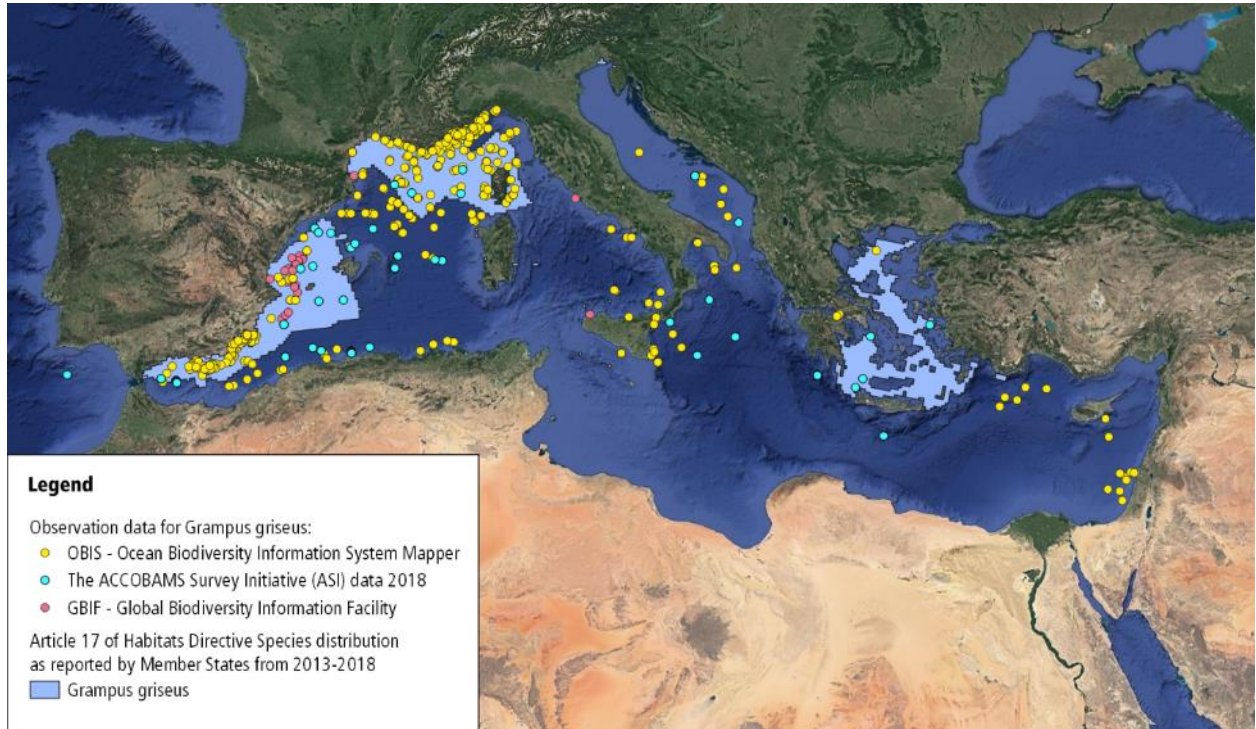 Legend
Observation data for Grampus griseus:
OBIS - Ocean Biodiversity Information System Mapper
The ACCOBAMS Survey Initiative (ASI) data 2018
GBIF - Global Biodiversity Information Facility
Article 17 of Habitats Directive Species distribution
as reported by Member States from 2013-2018
Grampus griseus